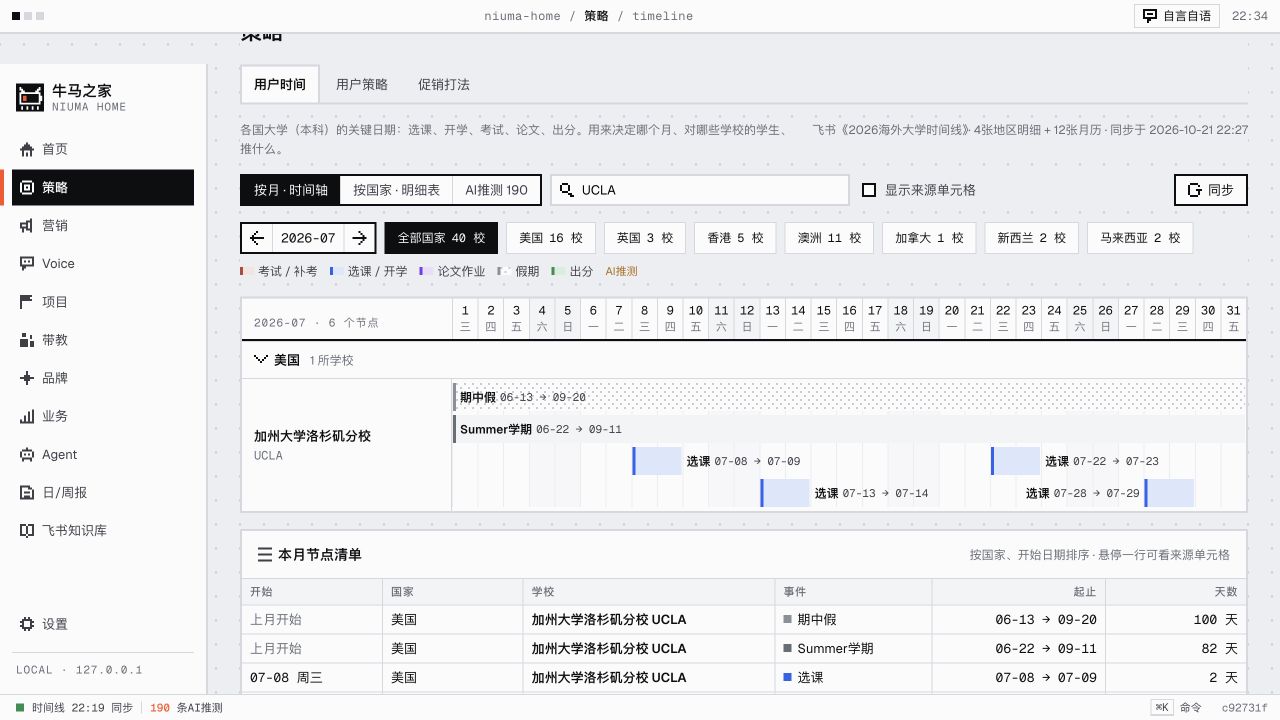 niuma-home / 策略 / timeline
自言自语
22:34
策略
牛马之家
NIUMA HOME
首页
策略
营销
Voice
项目
带教
品牌
业务
Agent
日/周报
飞书知识库
设置
LOCAL · 127.0.0.1
用户时间
用户策略
促销打法
各国大学（本科）的关键日期：选课、开学、考试、论文、出分。用来决定哪个月、对哪些学校的学生、
推什么。
飞书《2026海外大学时间线》· 4张地区明细 + 12张月历 · 同步于 2026-10-21 22:27
按月 · 时间轴
按国家 · 明细表
AI推测 190
UCLA
显示来源单元格
同步
2026-07
全部国家 40 校
美国 16 校
英国 3 校
香港 5 校
澳洲 11 校
加拿大 1 校
新西兰 2 校
马来西亚 2 校
考试 / 补考
选课 / 开学
论文作业
假期
出分
AI推测
2026-07 · 6 个节点
1 2 3 4 5 6 7 8 9 10 11 12 13 14 15 16 17 18 19 20 21 22 23 24 25 26 27 28 29 30 31
三 四 五 六 日 一 二 三 四 五 六 日 一 二 三 四 五 六 日 一 二 三 四 五 六 日 一 二 三 四 五
美国 1 所学校
加州大学洛杉矶分校
UCLA
期中假 06-13 → 09-20
Summer学期 06-22 → 09-11
选课 07-08 → 07-09
选课 07-22 → 07-23
选课 07-13 → 07-14
选课 07-28 → 07-29
本月节点清单
按国家、开始日期排序 · 悬停一行可看来源单元格
开始 国家 学校 事件 起止 天数
上月开始 美国 加州大学洛杉矶分校 UCLA 期中假 06-13 → 09-20 100 天
上月开始 美国 加州大学洛杉矶分校 UCLA Summer学期 06-22 → 09-11 82 天
07-08 周三 美国 加州大学洛杉矶分校 UCLA 选课 07-08 → 07-09 2 天
时间线 22:19 同步
190 条AI推测
⌘K 命令
c92731f